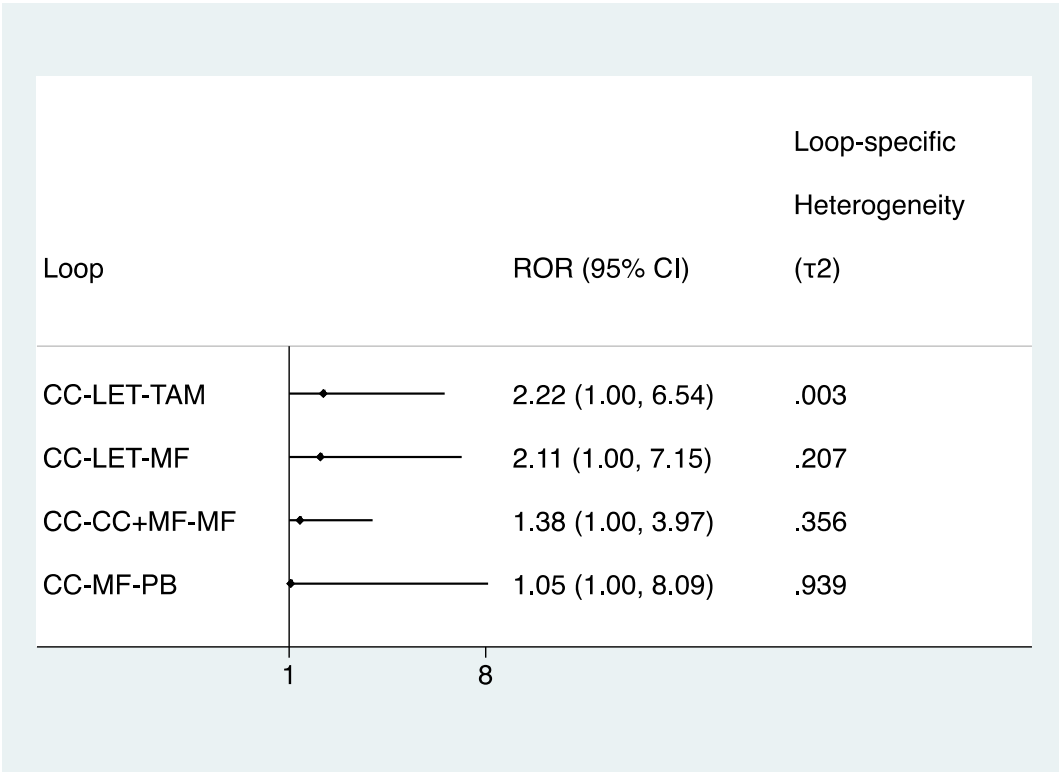 Loop-specific
Heterogeneity
Loop ROR (95% CI) (τ2)
CC-LET-TAM 2.22 (1.00, 6.54) .003
CC-LET-MF 2.11 (1.00, 7.15) .207
CC-CC+MF-MF 1.38 (1.00, 3.97) .356
CC-MF-PB 1.05 (1.00, 8.09) .939
1 8